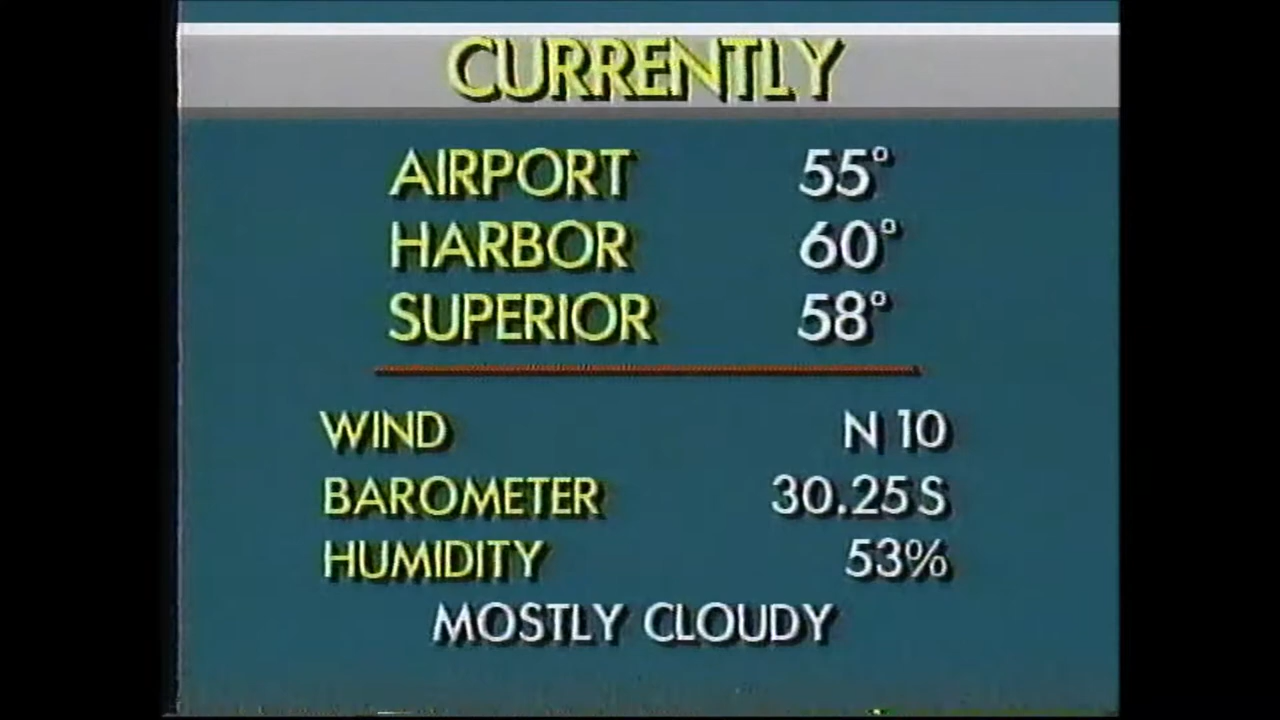 CURRENTLY
AIRPORT 55°
HARBOR 60°
SUPERIOR 58°
WIND N 10
BAROMETER 30.25 S
HUMIDITY 53%
MOSTLY CLOUDY